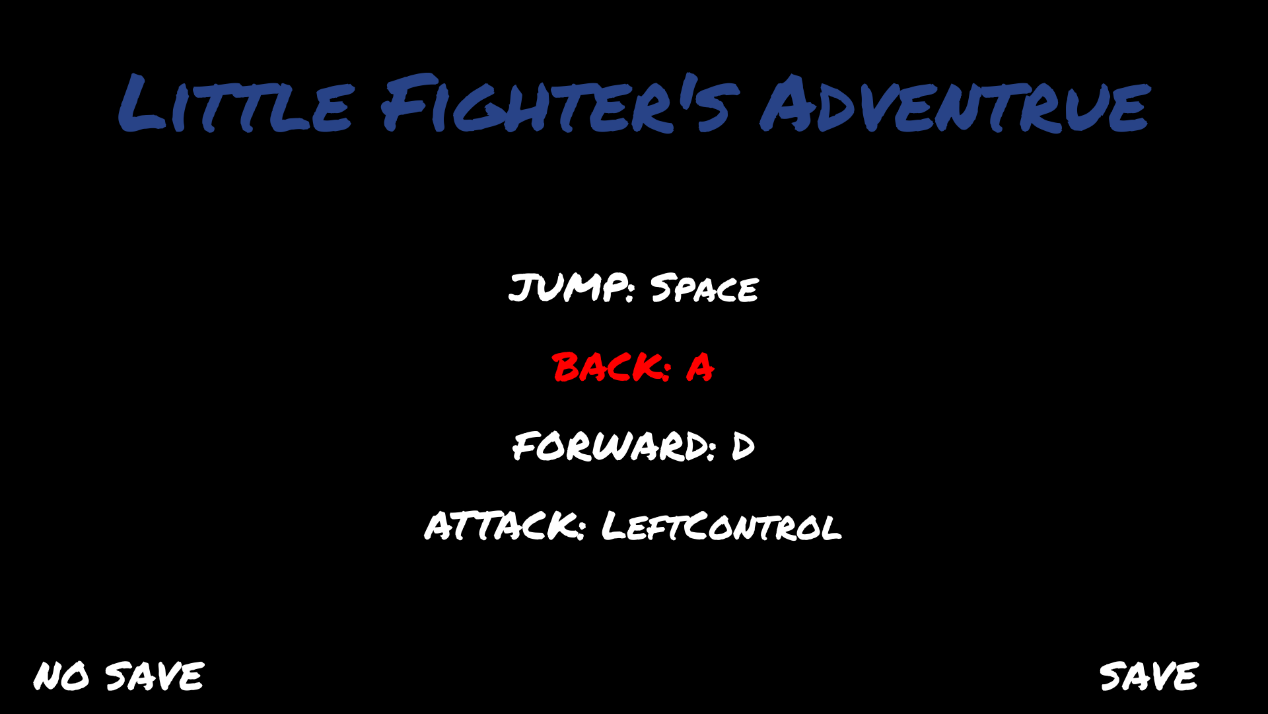 Little Fighter's Adventrue
JUMP: Space
BACK: A
FORWARD: D
ATTACK: LeftControl
NO SAVE
SAVE